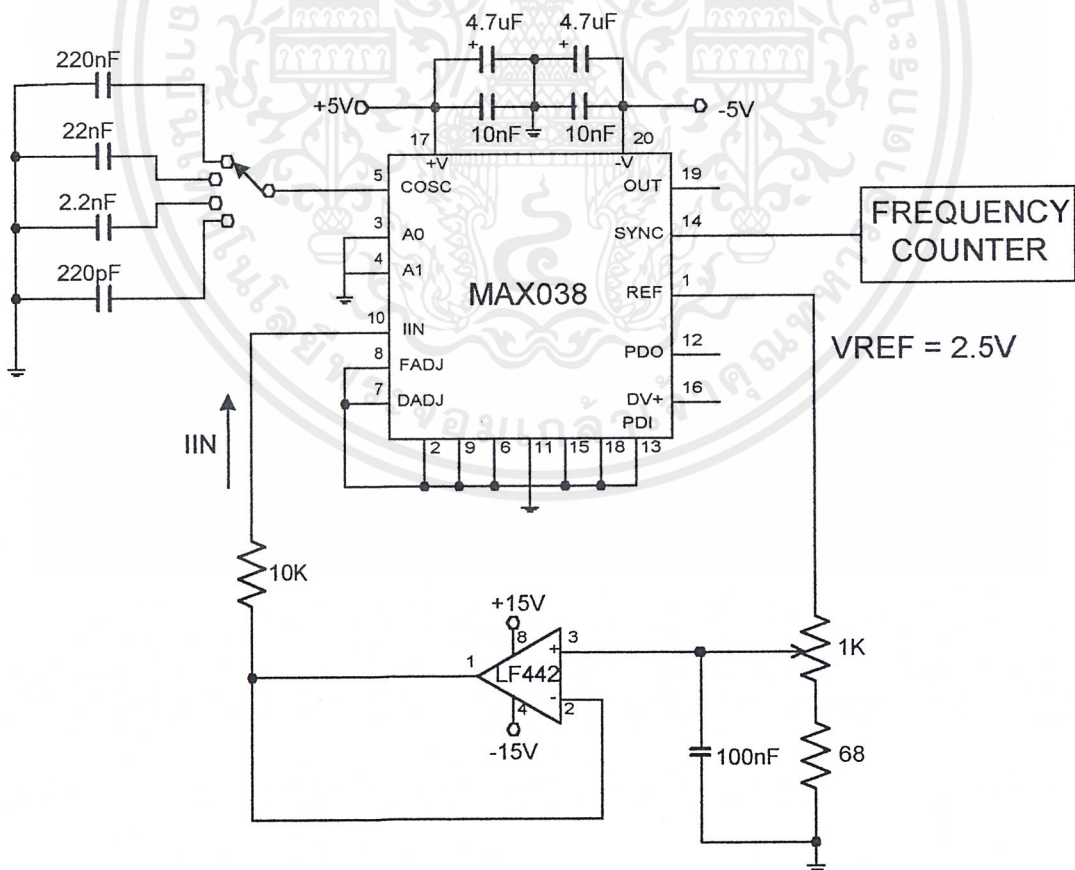 4.7uF 4.7uF
220nF
+5V
-5V
22nF
10nF 10nF
17
20
+V
-V
5
COSC
OUT
19
2.2nF
3
A0
SYNC
14
FREQUENCY
COUNTER
4
A1
220pF
MAX038
REF
1
10
IIN
PDO
12
VREF = 2.5V
8
FADJ
7
DADJ
DV+
16
PDI
IIN
2 9 6 11 15 18 13
10K
+15V
8
3
+
1
LF442
1K
-
2
4
-15V
100nF
68